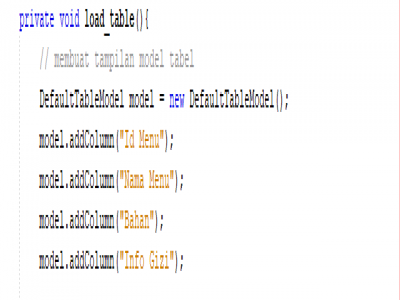 private void load_table(){
// membuat tampilan model tabel
DefaultTableModel model = new DefaultTableModel();
model.addColumn("Id Menu");
model.addColumn("Nama Menu");
model.addColumn("Bahan");
model.addColumn("Info Gizi");